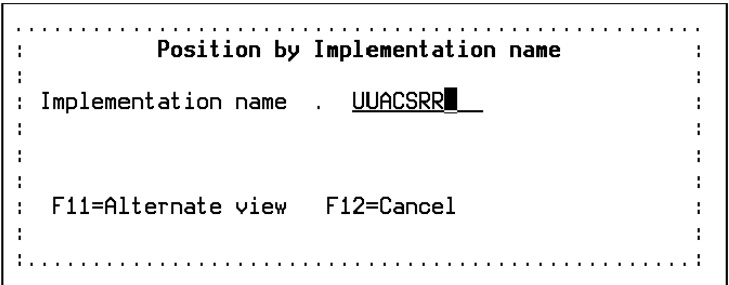 Position by Implementation name
Implementation name . UUACSRR
F11=Alternate view F12=Cancel